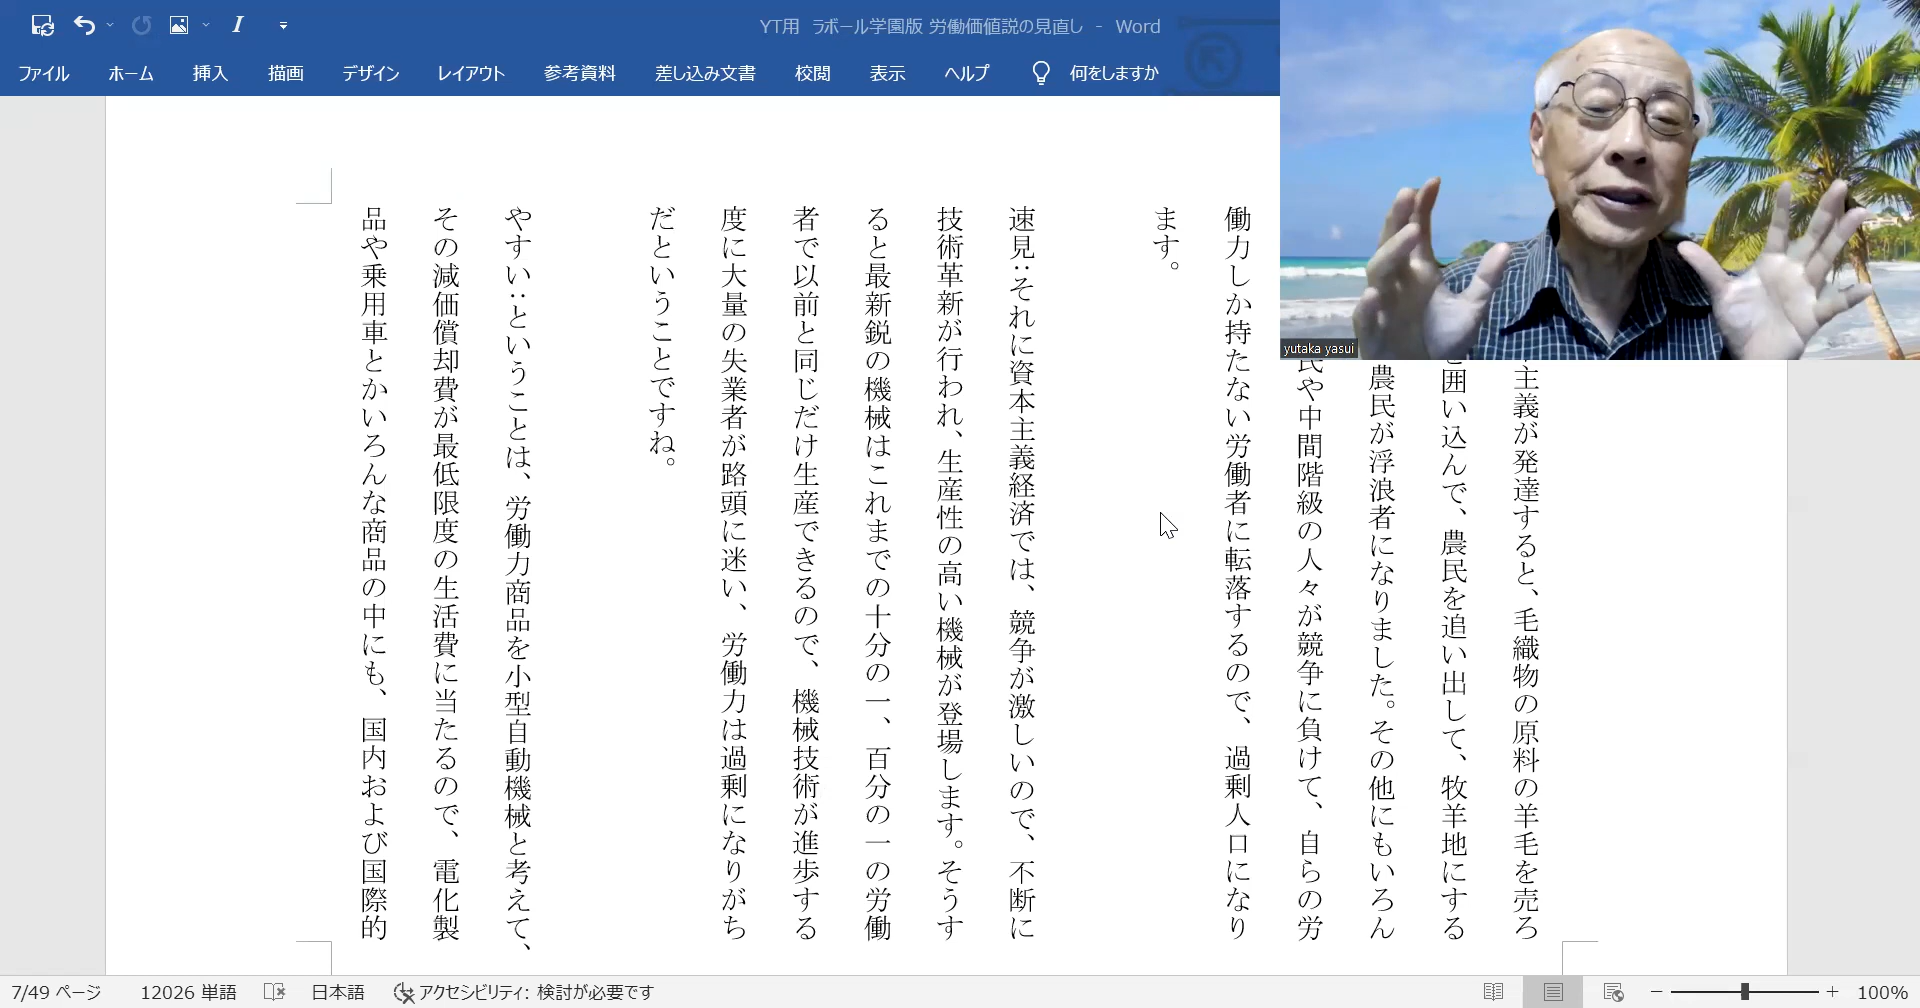 YT用 ラボール学園版 労働価値説の見直し - Word
ファイル ホーム 挿入 描画 デザイン レイアウト 参考資料 差し込み文書 校閲 表示 ヘルプ 何をしますか
yutaka yasui
主義が発達すると、毛織物の原料の羊毛を売ろ
囲い込んで、農民を追い出して、牧羊地にする
農民が浮浪者になりました。その他にもいろん
民や中間階級の人々が競争に負けて、自らの労
働力しか持たない労働者に転落するので、過剰人口になり
ます。
速見：それに資本主義経済では、競争が激しいので、不断に
技術革新が行われ、生産性の高い機械が登場します。そうす
ると最新鋭の機械はこれまでの十分の一、百分の一の労働
者で以前と同じだけ生産できるので、機械技術が進歩する
度に大量の失業者が路頭に迷い、労働力は過剰になりがち
だということですね。
やすい：ということは、労働力商品を小型自動機械と考えて、
その減価償却費が最低限度の生活費に当たるので、電化製
品や乗用車とかいろんな商品の中にも、国内および国際的
7/49 ページ 12026 単語 日本語 アクセシビリティ: 検討が必要です 100%